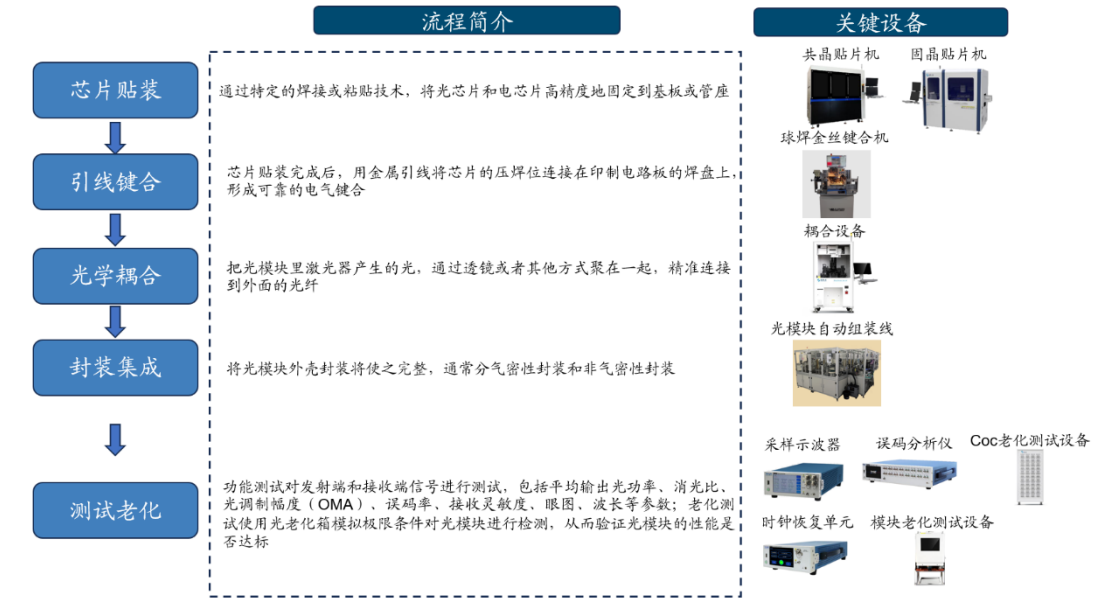 流程简介
关键设备
芯片贴装
通过特定的焊接或粘贴技术，将光芯片和电芯片高精度地固定到基板或管座
共晶贴片机
固晶贴片机
引线键合
芯片贴装完成后，用金属引线将芯片的压焊位连接在印制电路板的焊盘上，
形成可靠的电气键合
球焊金丝键合机
光学耦合
把光模块里激光器产生的光，通过透镜或者其他方式聚在一起，精准连接
到外面的光纤
耦合设备
封装集成
将光模块外壳封装将使之完整，通常分气密性封装和非气密性封装
光模块自动组装线
测试老化
功能测试对发射端和接收端信号进行测试，包括平均输出光功率、消光比、
光调制幅度（OMA）、误码率、接收灵敏度、眼图、波长等参数；老化测
试使用光老化箱模拟极限条件对光模块进行检测，从而验证光模块的性能是
否达标
采样示波器
误码分析仪
Coc老化测试设备
时钟恢复单元
模块老化测试设备